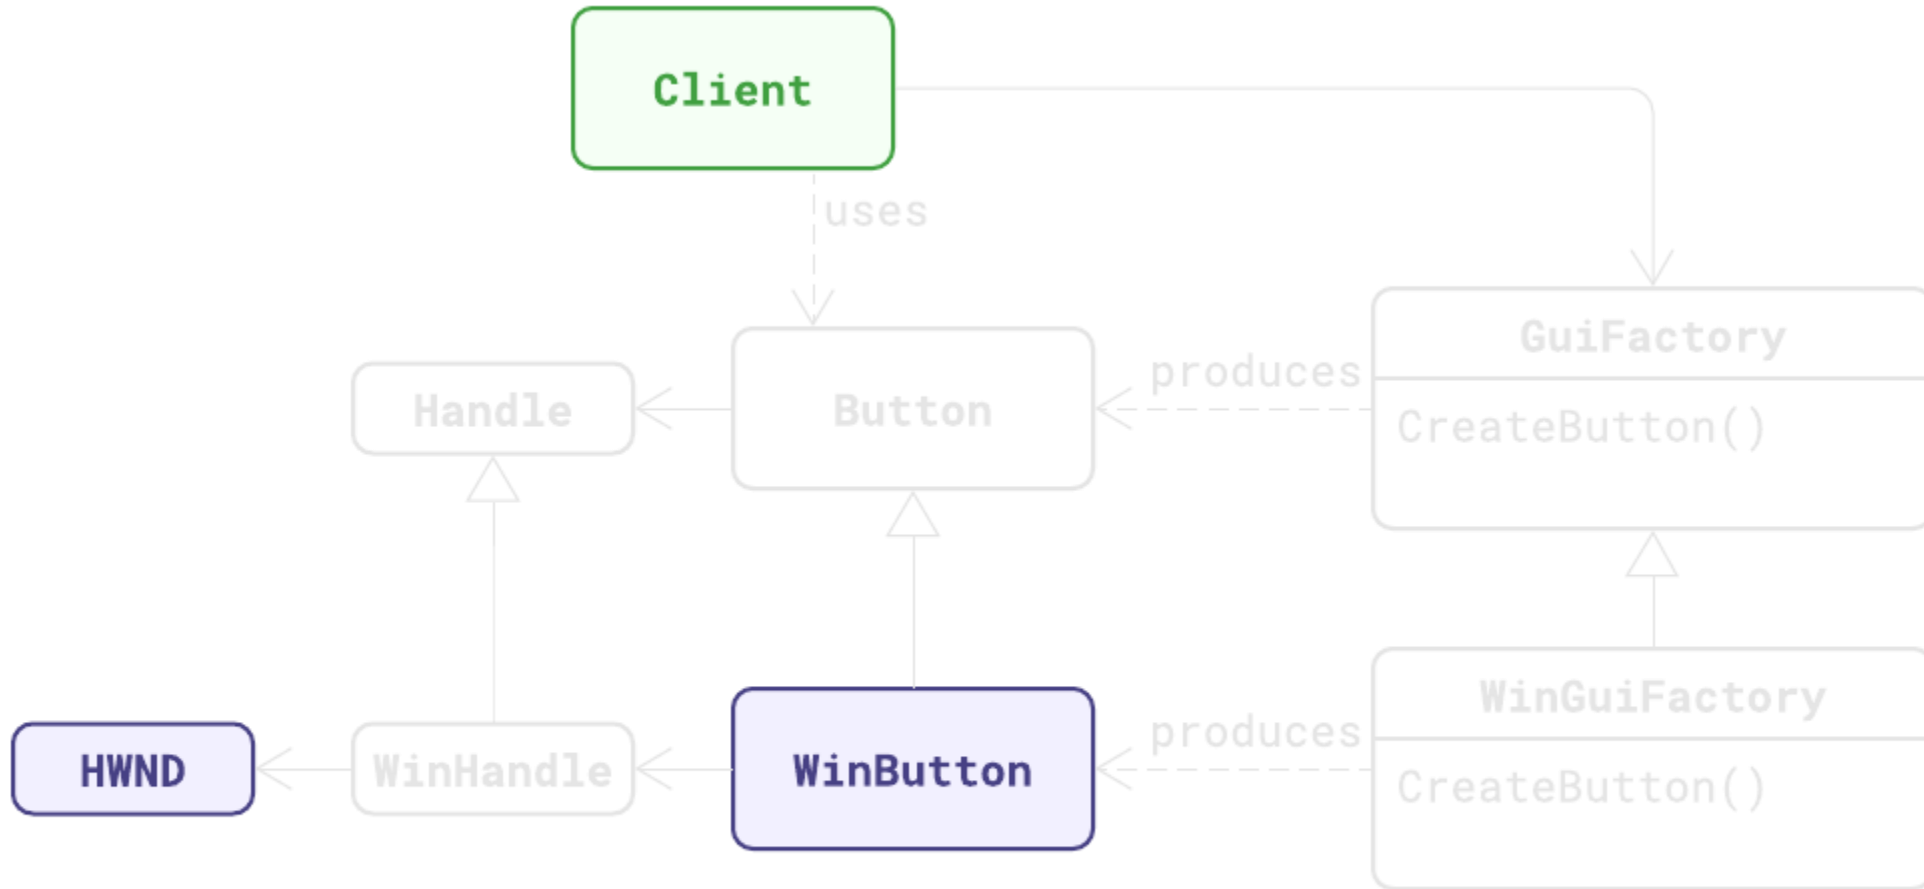 Client
uses
GuiFactory
produces
Handle
Button
CreateButton()
WinGuiFactory
produces
HWND
WinHandle
WinButton
CreateButton()